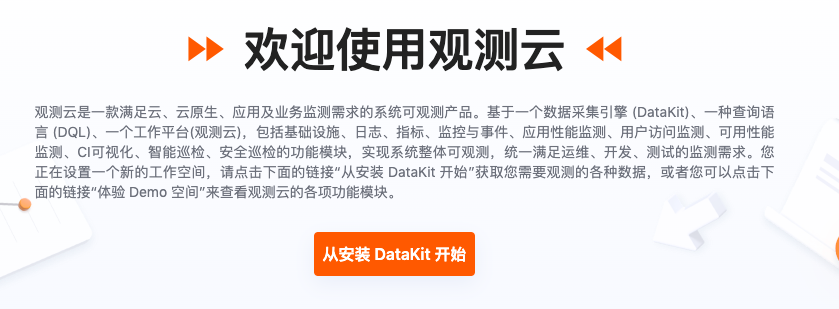 欢迎使用观测云
观测云是一款满足云、云原生、应用及业务监测需求的系统可观测产品。基于一个数据采集引擎 (DataKit)、一种查询语
言 (DQL)、一个工作平台(观测云)，包括基础设施、日志、指标、监控与事件、应用性能监测、用户访问监测、可用性能
监测、CI可视化、智能巡检、安全巡检的功能模块，实现系统整体可观测，统一满足运维、开发、测试的监测需求。您
正在设置一个新的工作空间，请点击下面的链接“从安装 DataKit 开始”获取您需要观测的各种数据，或者您可以点击下
面的链接“体验 Demo 空间”来查看观测云的各项功能模块。
从安装 DataKit 开始